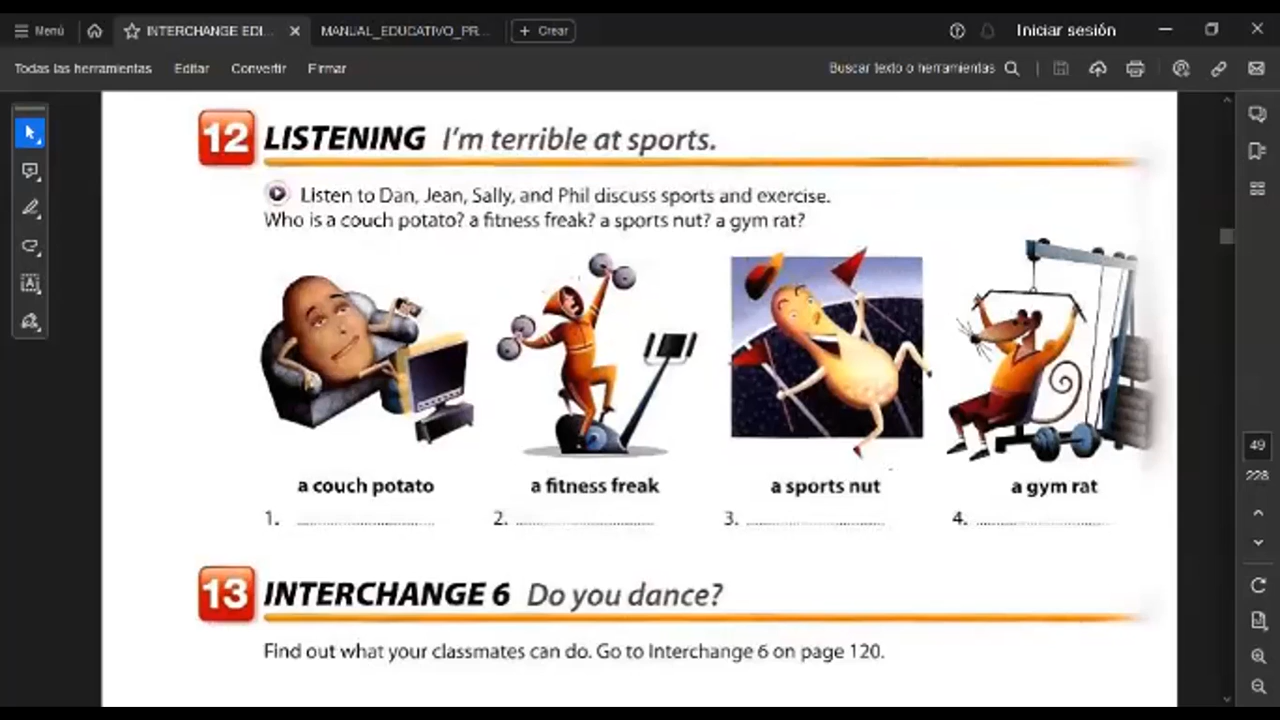 Menú
INTERCHANGE EDI...
MANUAL_EDUCATIVO_PR...
+ Crear
Iniciar sesión
Todas las herramientas
Editar
Convertir
Firmar
Buscar texto o herramientas
12 LISTENING I'm terrible at sports.
Listen to Dan, Jean, Sally, and Phil discuss sports and exercise.
Who is a couch potato? a fitness freak? a sports nut? a gym rat?
a couch potato
a fitness freak
a sports nut
a gym rat
1.
2.
3.
4.
13 INTERCHANGE 6 Do you dance?
Find out what your classmates can do. Go to Interchange 6 on page 120.
49
228